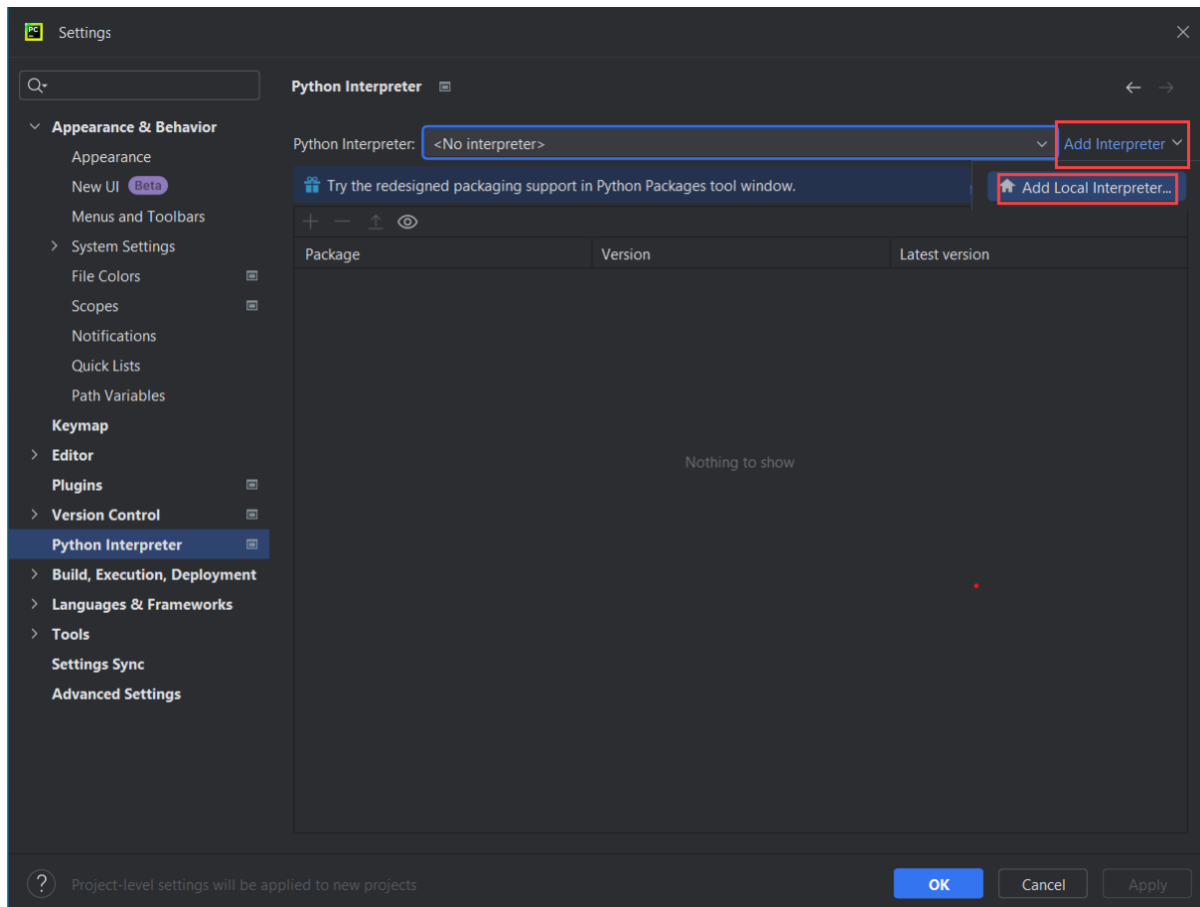 PC
Settings
Python Interpreter
Appearance & Behavior
Python Interpreter: <No interpreter> Add Interpreter
Appearance
New UI Beta
Try the redesigned packaging support in Python Packages tool window.
Add Local Interpreter...
Menus and Toolbars
System Settings
Package Version Latest version
File Colors
Scopes
Notifications
Quick Lists
Path Variables
Keymap
Editor
Nothing to show
Plugins
Version Control
Python Interpreter
Build, Execution, Deployment
Languages & Frameworks
Tools
Settings Sync
Advanced Settings
? Project-level settings will be applied to new projects
OK Cancel Apply